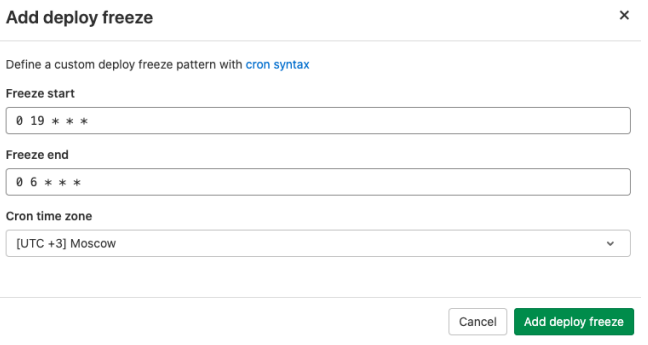 Add deploy freeze
Define a custom deploy freeze pattern with cron syntax
Freeze start
0 19 * * *
Freeze end
0 6 * * *
Cron time zone
[UTC +3] Moscow
Cancel
Add deploy freeze